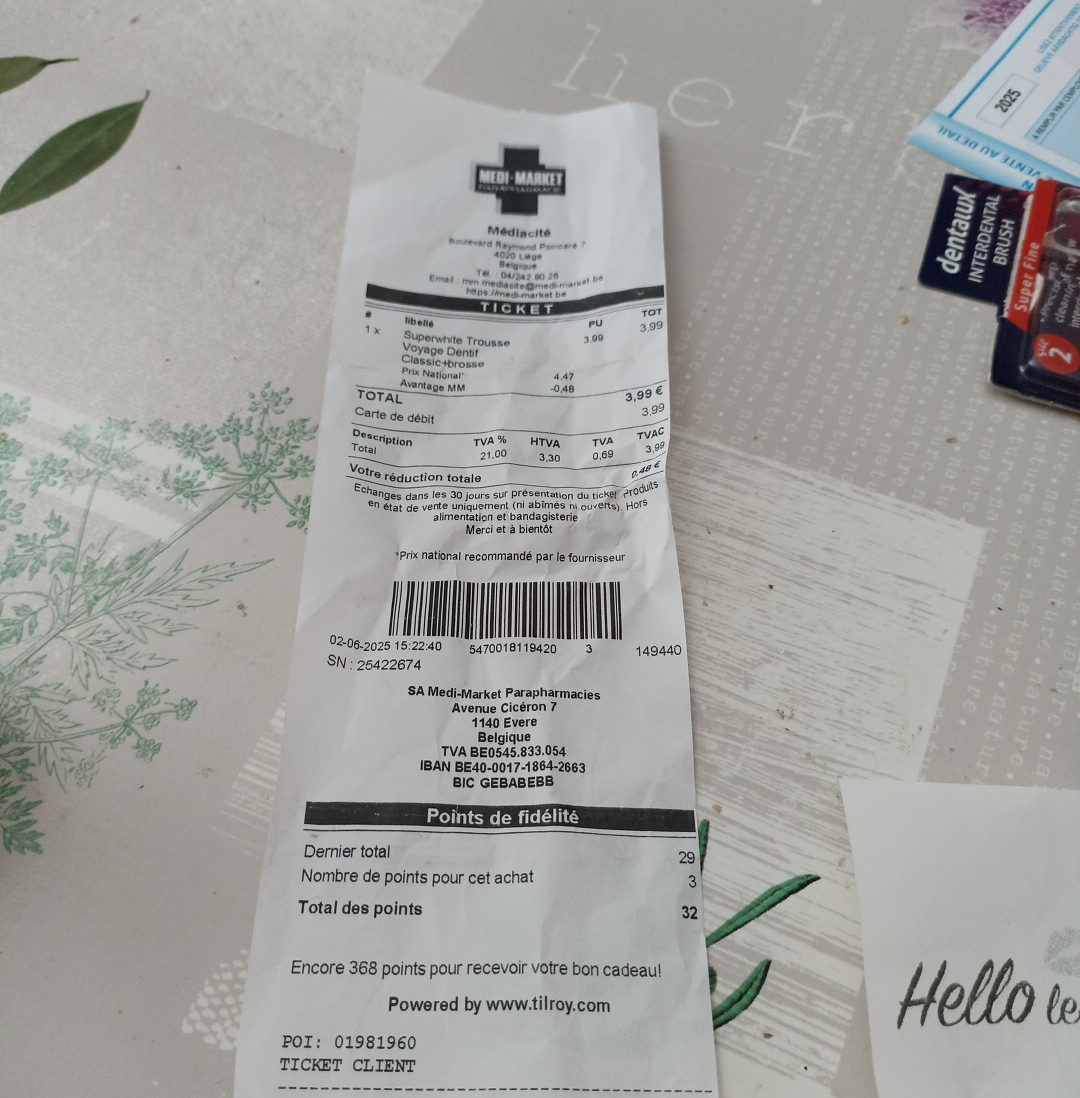 her
MEDI-MARKET
Médiacité
Boulevard Raymond Poincaré 7
4020 Liège
Belgique
Tél. : 04/242.90.26
Email : mm.mediacite@medi-market.be
https://medi-market.be
TICKET
# libellé PU TOT
1 x Superwhite Trousse 3,99 3,99
Voyage Dentif
Classic+brosse
Prix National* 4,47
Avantage MM -0,48
TOTAL 3,99 €
Carte de débit 3,99
Description TVA % HTVA TVA TVAC
Total 21,00 3,30 0,69 3,99
Votre réduction totale 0,48 €
Echanges dans les 30 jours sur présentation du ticket. Produits
en état de vente uniquement (ni abîmés ni ouverts). Hors
alimentation et bandagisterie
Merci et à bientôt
*Prix national recommandé par le fournisseur
02-06-2025 15:22:40 5470018119420 3 149440
SN : 25422674
SA Medi-Market Parapharmacies
Avenue Cicéron 7
1140 Evere
Belgique
TVA BE0545.833.054
IBAN BE40-0017-1864-2663
BIC GEBABEBB
Points de fidélité
Dernier total 29
Nombre de points pour cet achat 3
Total des points 32
Encore 368 points pour recevoir votre bon cadeau!
Powered by www.tilroy.com
POI: 01981960
TICKET CLIENT
2025
VENTE AU DETAIL
dentalux
INTERDENTAL
BRUSH
Super Fine
SIZE
2
Hello le